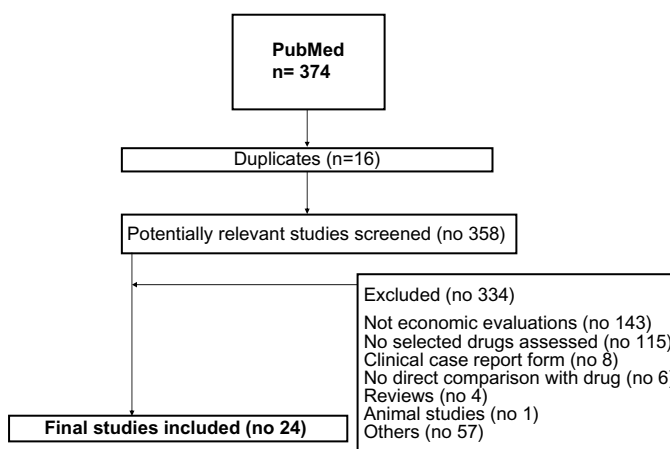 PubMed
n= 374
Duplicates (n=16)
Potentially relevant studies screened (no 358)
Excluded (no 334)
Not economic evaluations (no 143)
No selected drugs assessed (no 115)
Clinical case report form (no 8)
No direct comparison with drug (no 6)
Reviews (no 4)
Animal studies (no 1)
Others (no 57)
Final studies included (no 24)